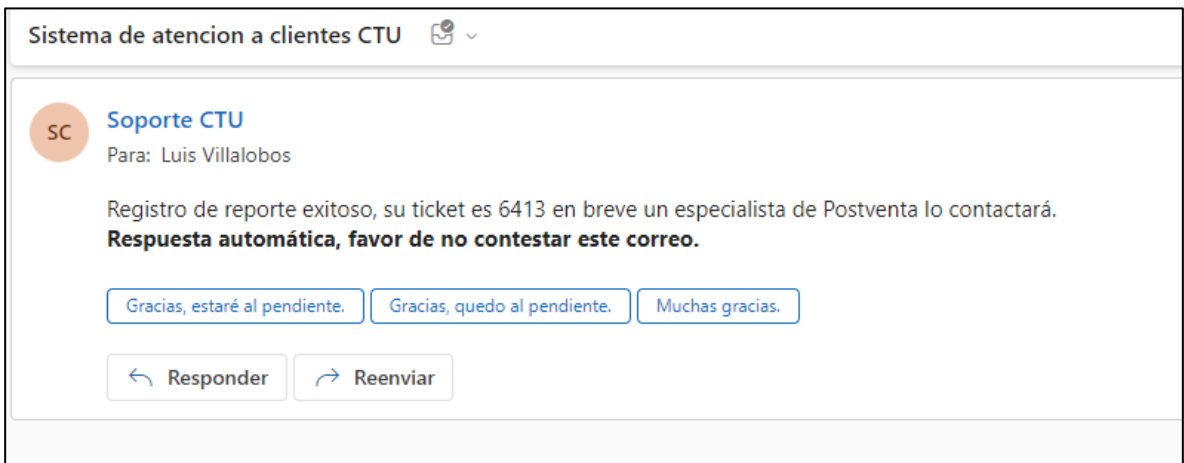 Sistema de atencion a clientes CTU
SC
Soporte CTU
Para: Luis Villalobos
Registro de reporte exitoso, su ticket es 6413 en breve un especialista de Postventa lo contactará.
Respuesta automática, favor de no contestar este correo.
Gracias, estaré al pendiente. Gracias, quedo al pendiente. Muchas gracias.
Responder Reenviar